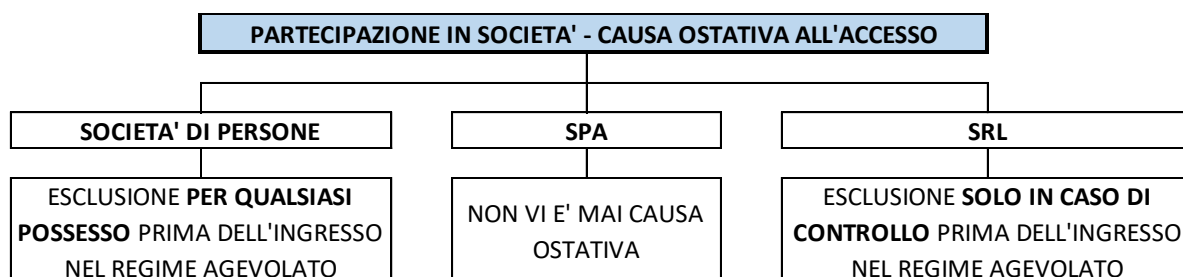 PARTECIPAZIONE IN SOCIETA' - CAUSA OSTATIVA ALL'ACCESSO
SOCIETA' DI PERSONE
ESCLUSIONE PER QUALSIASI
POSSESSO PRIMA DELL'INGRESSO
NEL REGIME AGEVOLATO
SPA
NON VI E' MAI CAUSA
OSTATIVA
SRL
ESCLUSIONE SOLO IN CASO DI
CONTROLLO PRIMA DELL'INGRESSO
NEL REGIME AGEVOLATO